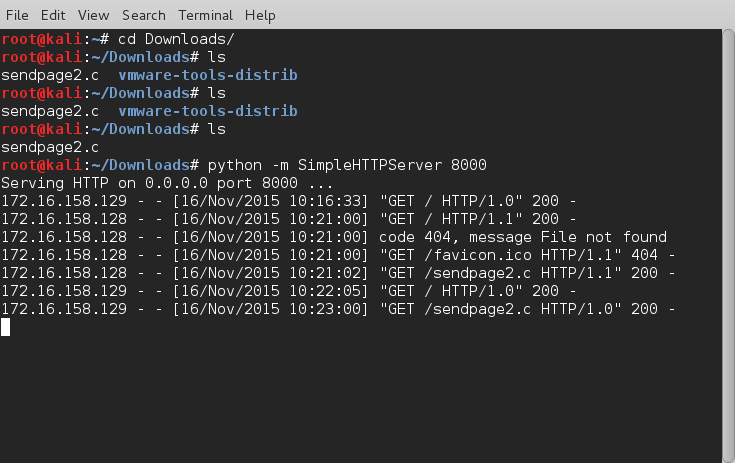 File Edit View Search Terminal Help
root@kali:~# cd Downloads/
root@kali:~/Downloads# ls
sendpage2.c  vmware-tools-distrib
root@kali:~/Downloads# ls
sendpage2.c  vmware-tools-distrib
root@kali:~/Downloads# ls
sendpage2.c
root@kali:~/Downloads# python -m SimpleHTTPServer 8000
Serving HTTP on 0.0.0.0 port 8000 ...
172.16.158.129 - - [16/Nov/2015 10:16:33] "GET / HTTP/1.0" 200 -
172.16.158.128 - - [16/Nov/2015 10:21:00] "GET / HTTP/1.1" 200 -
172.16.158.128 - - [16/Nov/2015 10:21:00] code 404, message File not found
172.16.158.128 - - [16/Nov/2015 10:21:00] "GET /favicon.ico HTTP/1.1" 404 -
172.16.158.128 - - [16/Nov/2015 10:21:02] "GET /sendpage2.c HTTP/1.1" 200 -
172.16.158.129 - - [16/Nov/2015 10:22:05] "GET / HTTP/1.0" 200 -
172.16.158.129 - - [16/Nov/2015 10:23:00] "GET /sendpage2.c HTTP/1.0" 200 -